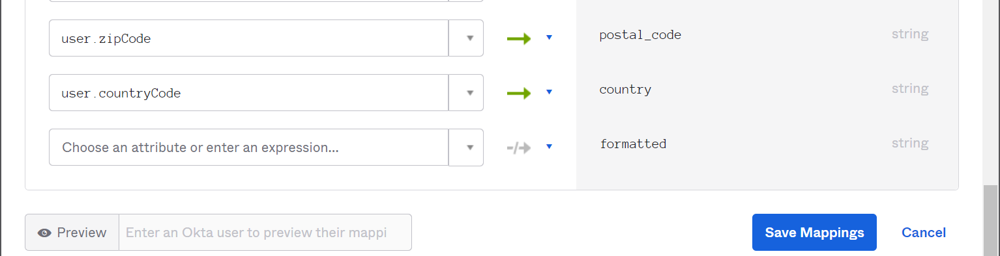 user.zipCode postal_code string
user.countryCode country string
Choose an attribute or enter an expression... formatted string
Preview Enter an Okta user to preview their mappi Save Mappings Cancel